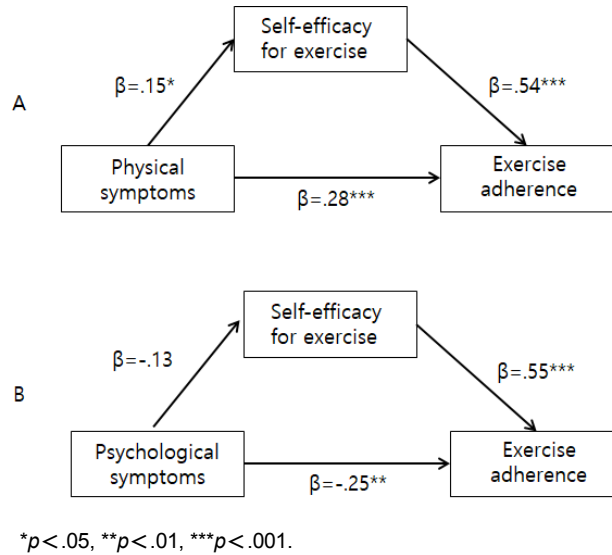 Self-efficacy
for exercise
β=.15*
β=.54***
A
Physical
symptoms
Exercise
adherence
β=.28***
Self-efficacy
for exercise
β=-.13
β=.55***
B
Psychological
symptoms
Exercise
adherence
β=-.25**
*p<.05, **p<.01, ***p<.001.